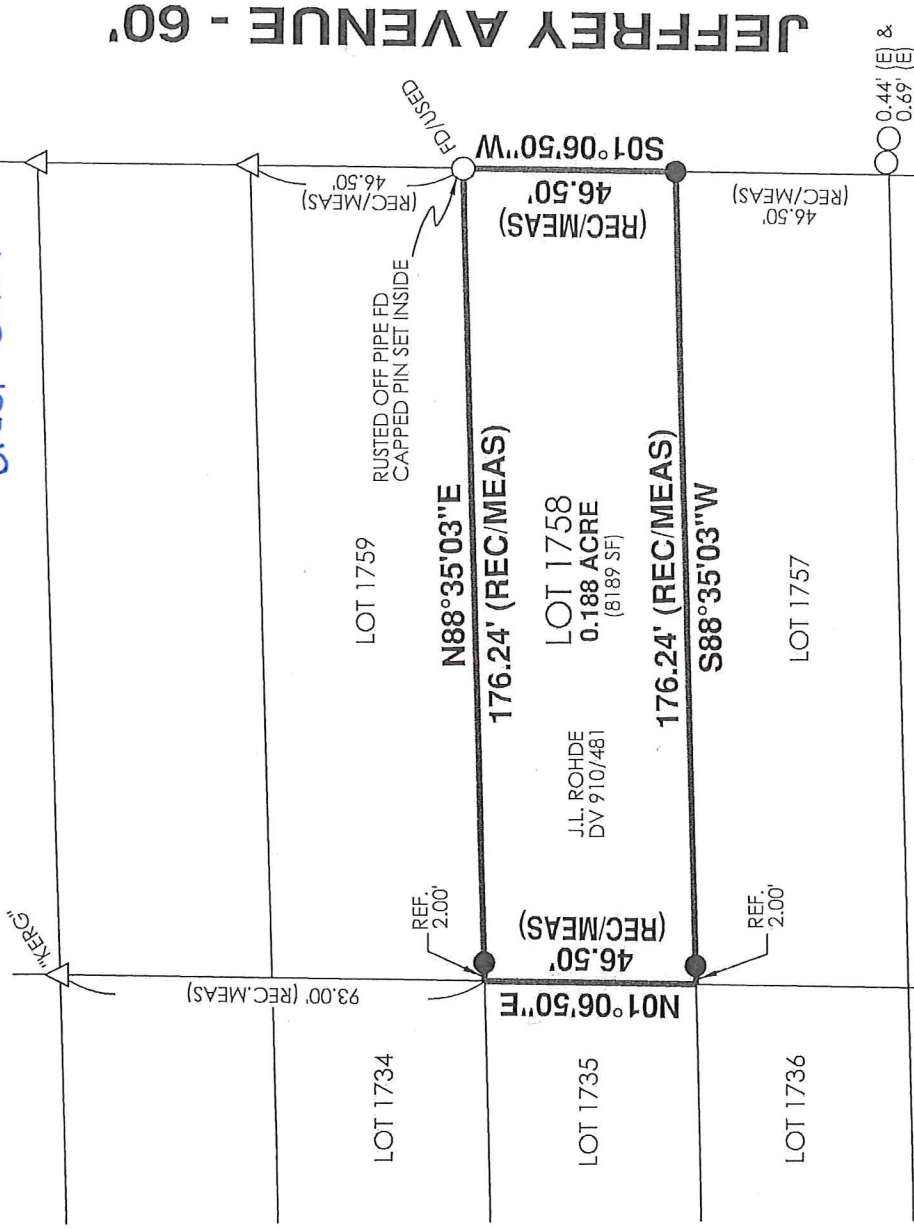 JEFFREY AVENUE - 60'
"KERG"
FD/USED
46.50'
(REC/MEAS)
93.00' (REC.MEAS)
RUSTED OFF PIPE FD
CAPPED PIN SET INSIDE
LOT 1759
LOT 1734
REF.
2.00'
N88°35'03"E
176.24' (REC/MEAS)
S01°06'50"W
46.50'
(REC/MEAS)
LOT 1758
0.188 ACRE
(8189 SF)
J.L. ROHDE
DV 910/481
N01°06'50"E
46.50'
(REC/MEAS)
LOT 1735
176.24' (REC/MEAS)
S88°35'03"W
REF.
2.00'
LOT 1736
LOT 1757
46.50'
(REC/MEAS)
0.44' (E) &
0.69' (E)